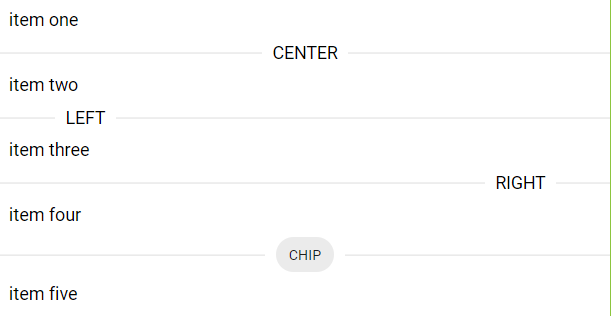 item one
CENTER
item two
LEFT
item three
RIGHT
item four
CHIP
item five